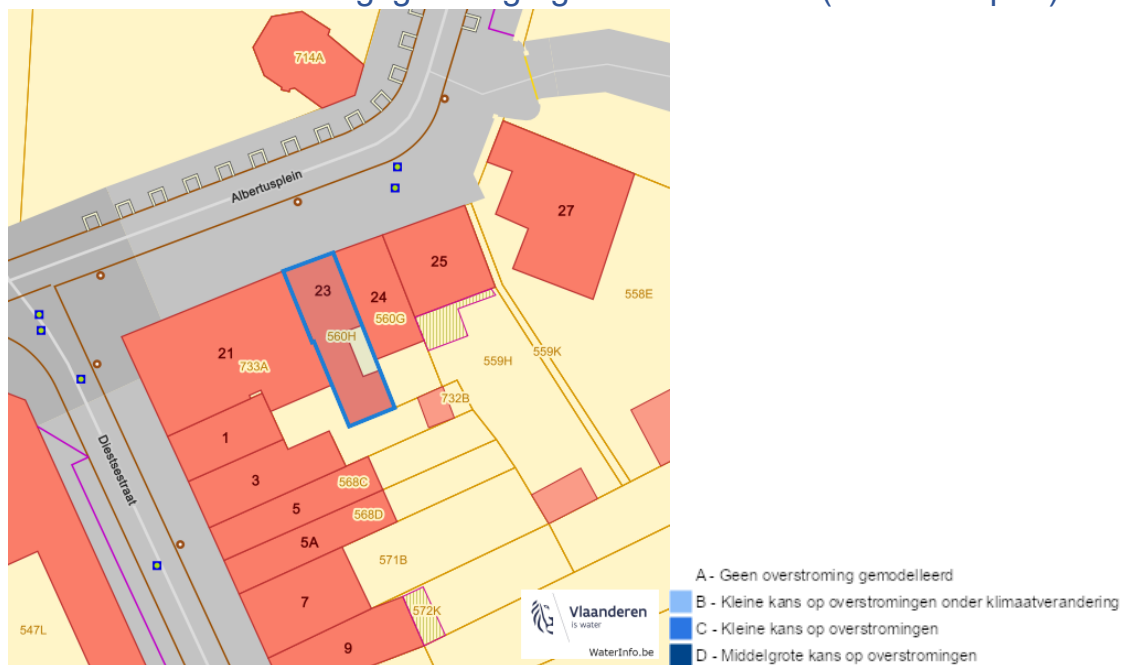 714A
Albertusplein
27
25
23
24
558E
560H
560G
559H
559K
21
733A
732B
1
Diestsestraat
3
568C
5
568D
5A
571B
7
572K
547L
9
Vlaanderen
is water
WaterInfo.be
A - Geen overstroming gemodelleerd
B - Kleine kans op overstromingen onder klimaatverandering
C - Kleine kans op overstromingen
D - Middelgrote kans op overstromingen